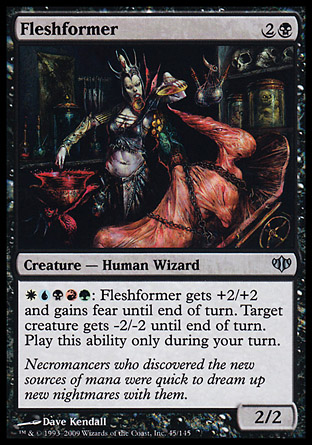 Fleshformer 2
Creature — Human Wizard
: Fleshformer gets +2/+2
and gains fear until end of turn. Target
creature gets -2/-2 until end of turn.
Play this ability only during your turn.
Necromancers who discovered the new
sources of mana were quick to dream up
new nightmares with them.
Dave Kendall
™ & © 1993–2009 Wizards of the Coast, Inc. 45/145
2/2